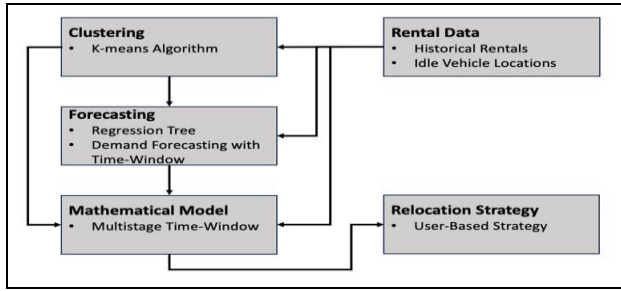 Clustering
• K-means Algorithm
Rental Data
• Historical Rentals
• Idle Vehicle Locations
Forecasting
• Regression Tree
• Demand Forecasting with
Time-Window
Mathematical Model
• Multistage Time-Window
Relocation Strategy
• User-Based Strategy